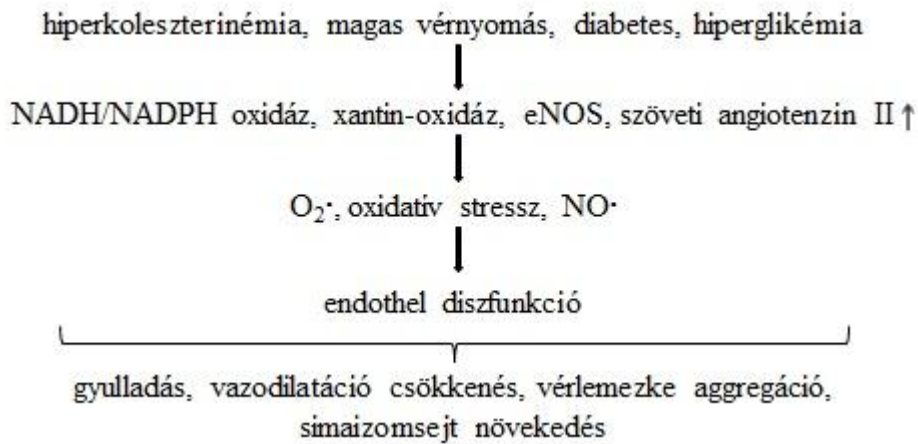 hiperkoleszterinémia, magas vérnyomás, diabetes, hiperglikémia
NADH/NADPH oxidáz, xantin-oxidáz, eNOS, szöveti angiotenzin II ↑
O₂·, oxidatív stressz, NO·
endothel diszfunkció
gyulladás, vazodilatáció csökkenés, vérlemezke aggregáció,
simaizomsejt növekedés